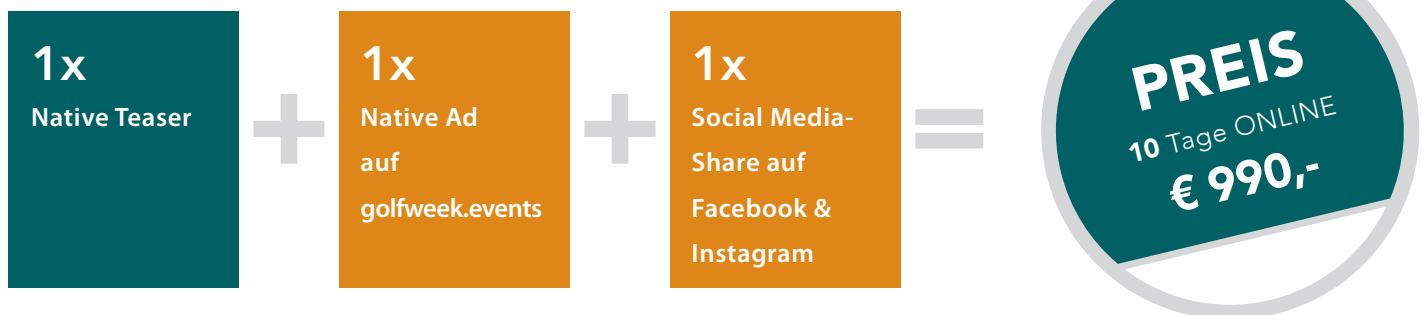 1x
Native Teaser
+
1x
Native Ad
auf
golfweek.events
+
1x
Social Media-
Share auf
Facebook &
Instagram
=
PREIS
10 Tage ONLINE
€ 990,-